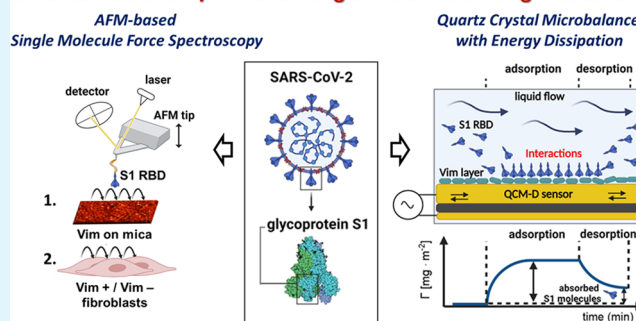 AFM-based
Single Molecule Force Spectroscopy
detector
laser
AFM tip
S1 RBD
1.
Vim on mica
2.
Vim + / Vim –
fibroblasts
SARS-CoV-2
glycoprotein S1
Quartz Crystal Microbalance
with Energy Dissipation
adsorption desorption
liquid flow
S1 RBD
Interactions
Vim layer
QCM-D sensor
adsorption desorption
Γ [mg · m⁻²]
absorbed
S1 molecules
time (min)